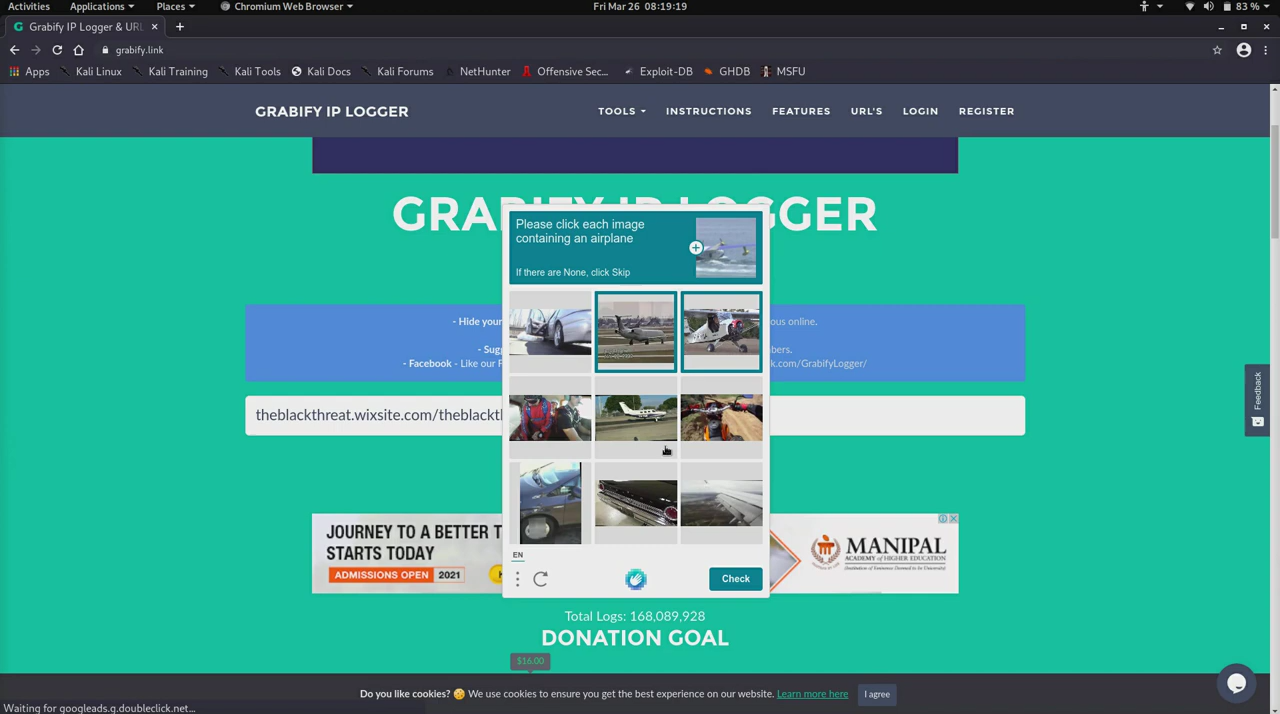 Activities Applications Places Chromium Web Browser Fri Mar 26 08:19:19 83 %
Grabify IP Logger & URL
grabify.link
Apps Kali Linux Kali Training Kali Tools Kali Docs Kali Forums NetHunter Offensive Sec... Exploit-DB GHDB MSFU
GRABIFY IP LOGGER TOOLS INSTRUCTIONS FEATURES URL'S LOGIN REGISTER
GRABIFY IP LOGGER
Please click each image
containing an airplane
If there are None, click Skip
- Hide your
ous online.
- Sugg
bers.
- Facebook - Like our F
k.com/GrabifyLogger/
theblackthreat.wixsite.com/theblackth
Feedback
JOURNEY TO A BETTER T
STARTS TODAY
ADMISSIONS OPEN 2021
MANIPAL
ACADEMY of HIGHER EDUCATION
EN
Check
Total Logs: 168,089,928
DONATION GOAL
$16.00
Do you like cookies? 🍪 We use cookies to ensure you get the best experience on our website. Learn more here I agree
Waiting for googleads.g.doubleclick.net...